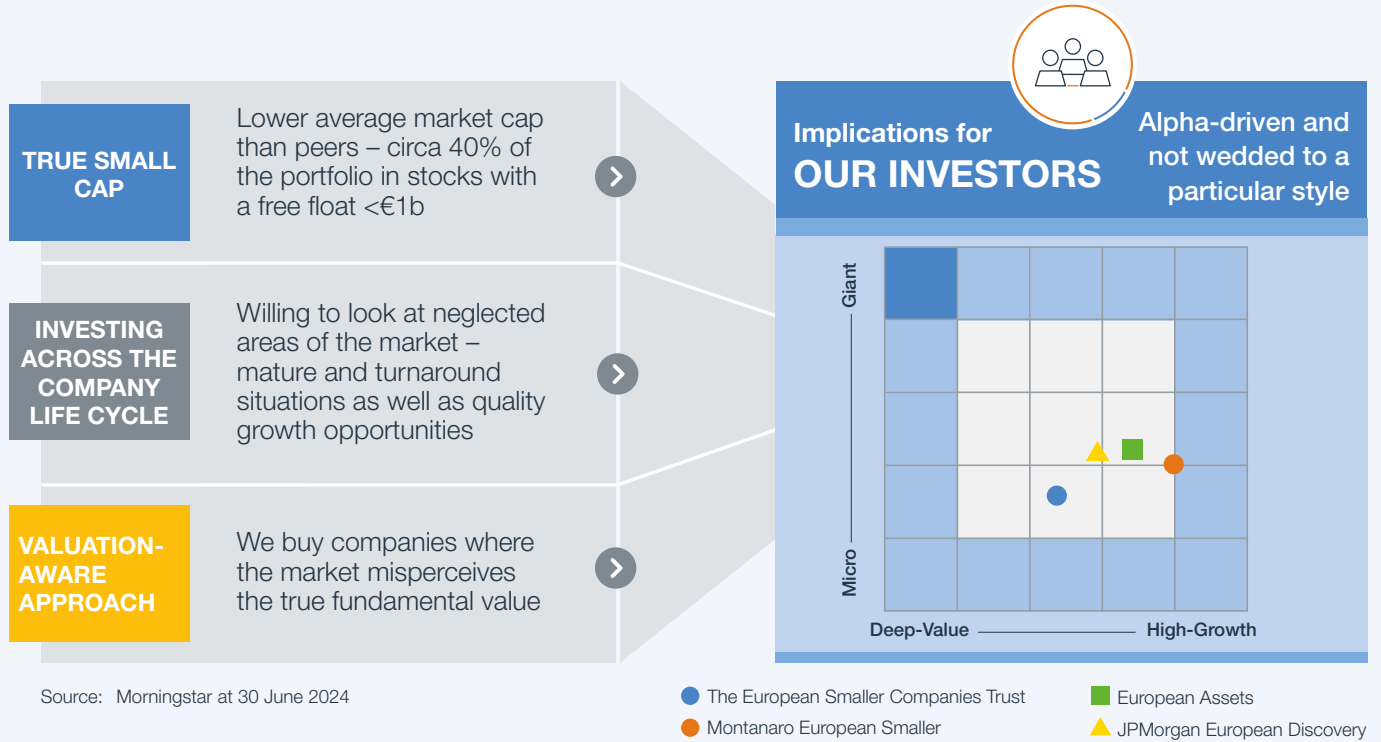 TRUE SMALL
CAP
Lower average market cap
than peers – circa 40% of
the portfolio in stocks with
a free float <€1b
INVESTING
ACROSS THE
COMPANY
LIFE CYCLE
Willing to look at neglected
areas of the market –
mature and turnaround
situations as well as quality
growth opportunities
VALUATION-
AWARE
APPROACH
We buy companies where
the market misperceives
the true fundamental value
Implications for
OUR INVESTORS
Alpha-driven and
not wedded to a
particular style
Giant
Micro
Deep-Value
High-Growth
Source: Morningstar at 30 June 2024
The European Smaller Companies Trust
European Assets
Montanaro European Smaller
JPMorgan European Discovery